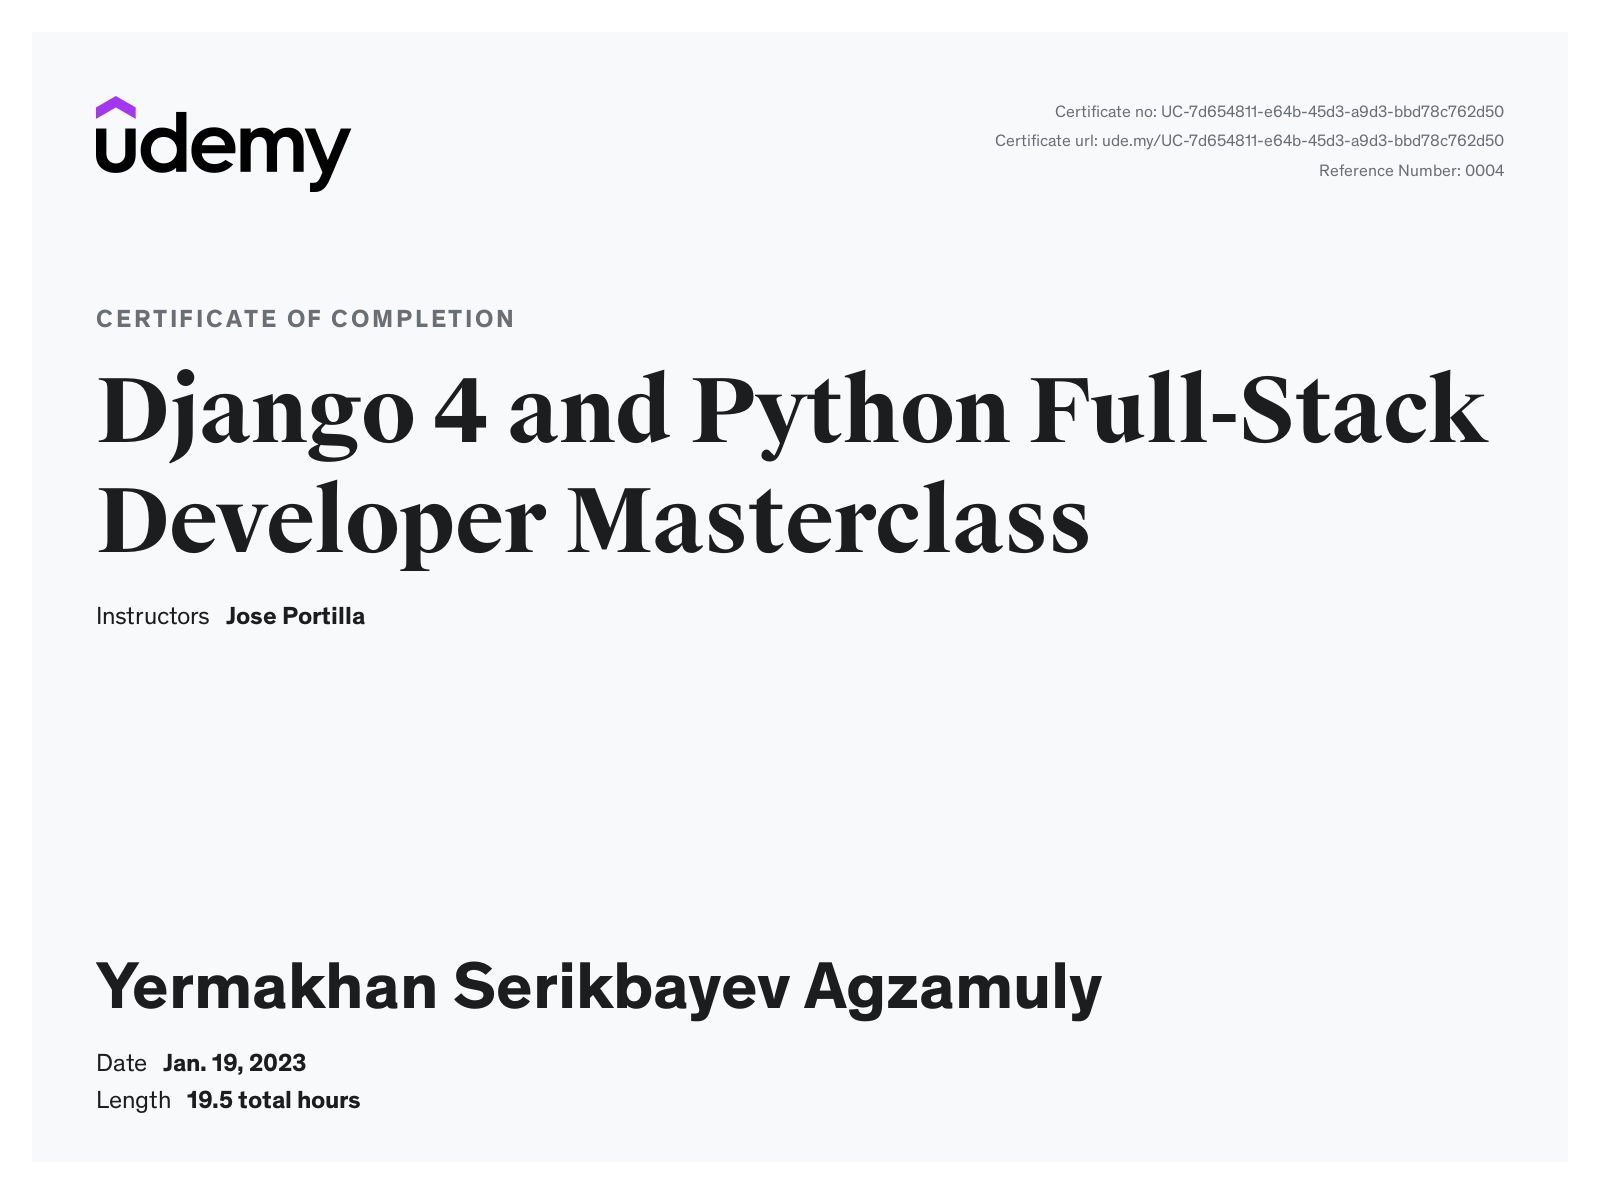 udemy
Certificate no: UC-7d654811-e64b-45d3-a9d3-bbd78c762d50
Certificate url: ude.my/UC-7d654811-e64b-45d3-a9d3-bbd78c762d50
Reference Number: 0004
CERTIFICATE OF COMPLETION
Django 4 and Python Full-Stack
Developer Masterclass
Instructors Jose Portilla
Yermakhan Serikbayev Agzamuly
Date Jan. 19, 2023
Length 19.5 total hours